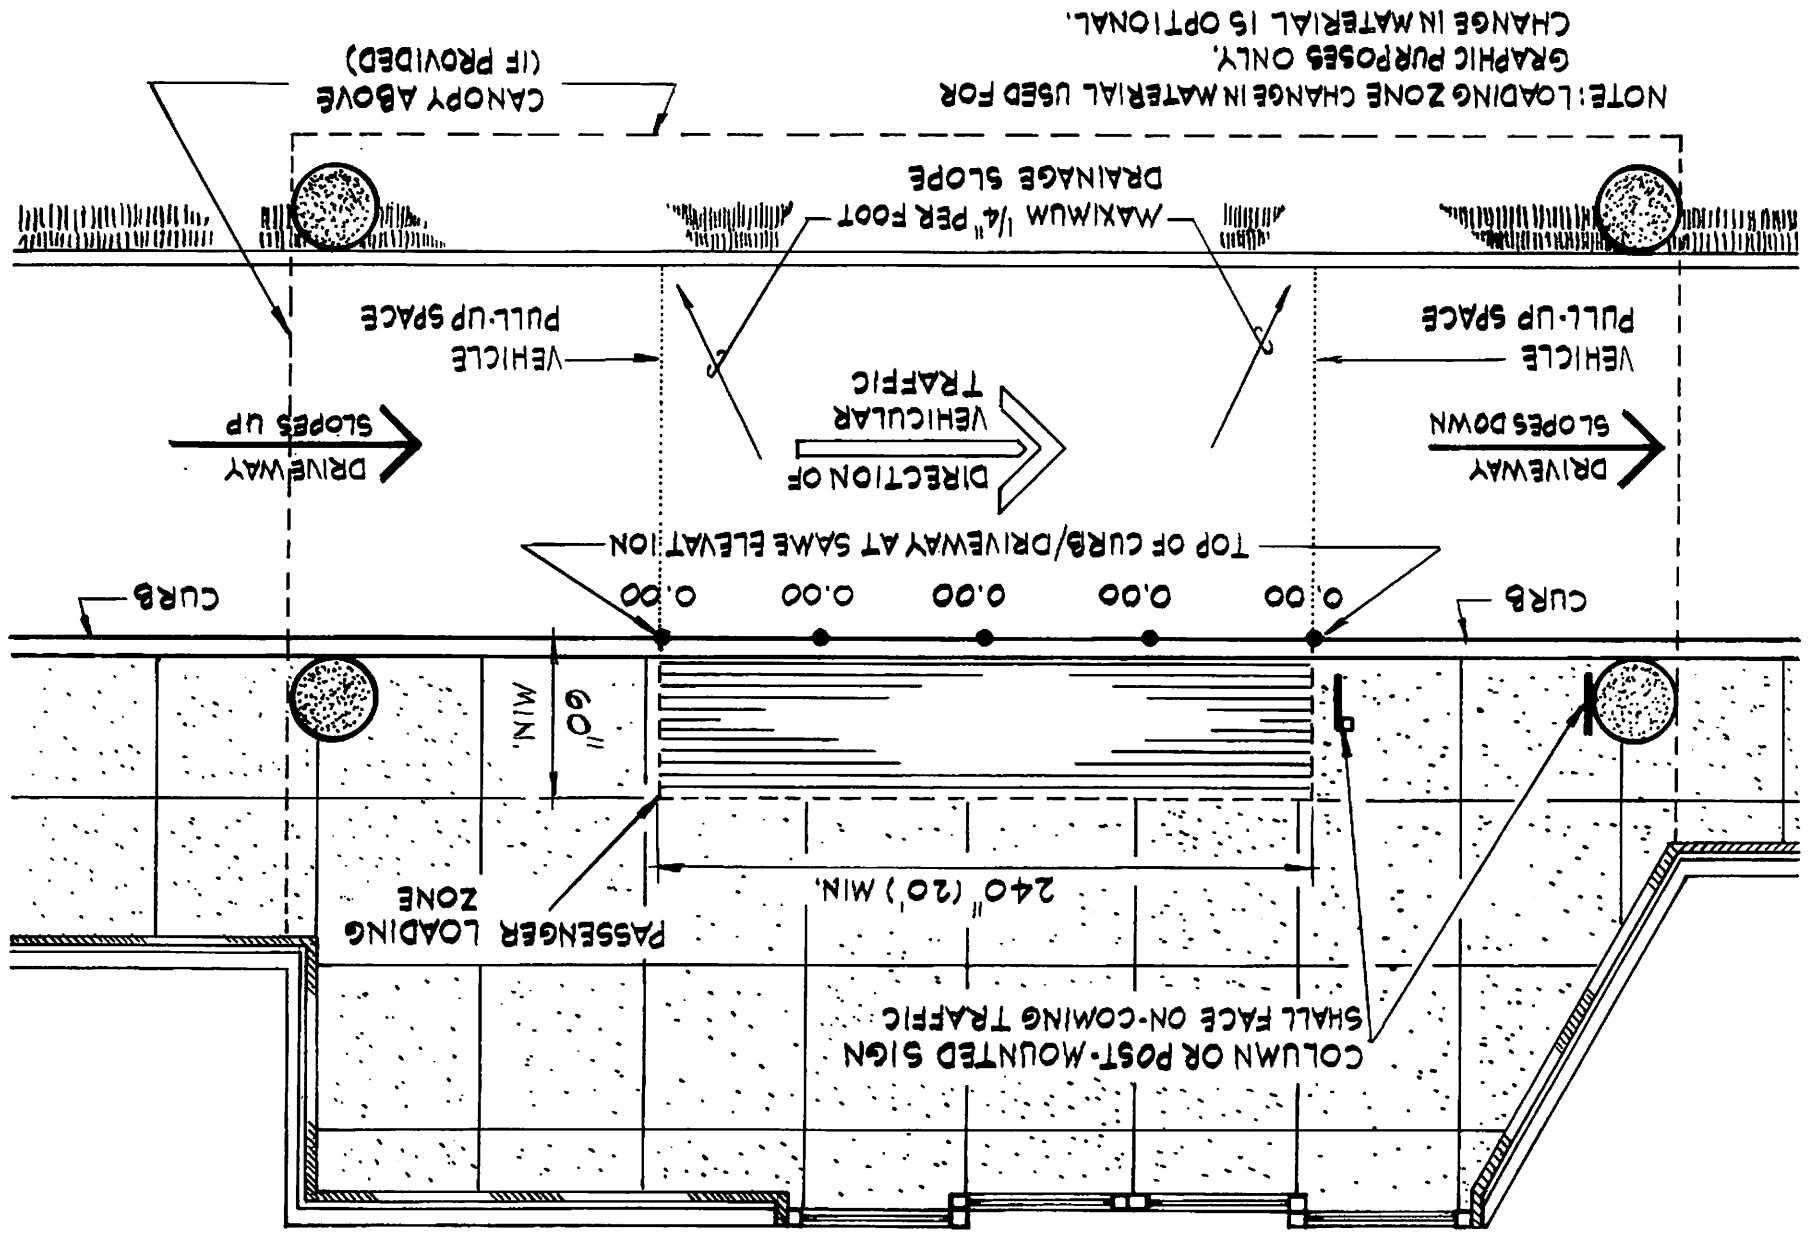 COLUMN OR POST-MOUNTED SIGN
SHALL FACE ON-COMING TRAFFIC
PASSENGER LOADING
ZONE
240" (20') MIN.
60"
MIN.
CURB
0.00
0.00
0.00
0.00
0.00
CURB
TOP OF CURB/DRIVEWAY AT SAME ELEVATION
DRIVEWAY
SLOPES DOWN
DIRECTION OF
VEHICULAR
TRAFFIC
DRIVEWAY
SLOPES UP
VEHICLE
PULL-UP SPACE
VEHICLE
PULL-UP SPACE
MAXIMUM 1/4" PER FOOT
DRAINAGE SLOPE
NOTE: LOADING ZONE CHANGE IN MATERIAL USED FOR
GRAPHIC PURPOSES ONLY.
CHANGE IN MATERIAL IS OPTIONAL.
CANOPY ABOVE
(IF PROVIDED)